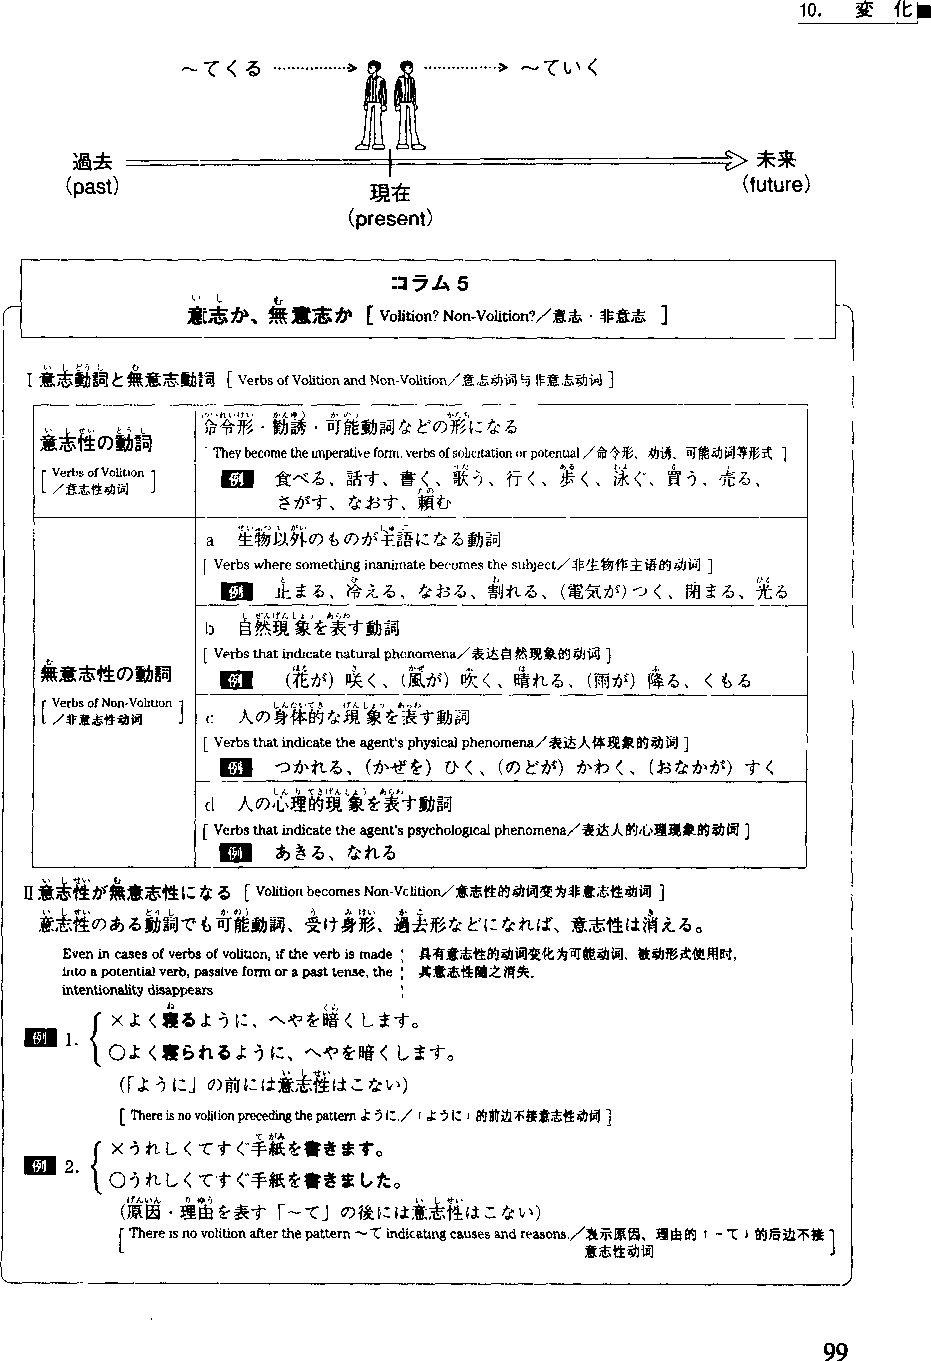 10. 変 化
～てくる
～ていく
過去
(past)
未来
(future)
現在
(present)
コラム 5
意志か、無意志か [ Volition? Non-Volition?／意志・非意志 ]
Ⅰ 意志動詞と無意志動詞 [ Verbs of Volition and Non-Volition／意志动词与非意志动词 ]
意志性の動詞
[ Verbs of Volition
／意志性动词 ]
命令形・勧誘・可能動詞などの形になる
They become the imperative form, verbs of solicitation or potential／命令形、劝诱、可能动词等形式 ]
例 食べる、話す、書く、歌う、行く、歩く、泳ぐ、買う、売る、
さがす、なおす、頼む
無意志性の動詞
[ Verbs of Non-Volition
／非意志性动词 ]
a 生物以外のものが主語になる動詞
[ Verbs where something inanimate becomes the subject／非生物作主语的动词 ]
例 止まる、冷える、なおる、割れる、(電気が)つく、閉まる、光る
b 自然現象を表す動詞
[ Verbs that indicate natural phenomena／表达自然现象的动词 ]
例 (花が) 咲く、(風が) 吹く、晴れる、(雨が) 降る、くもる
c 人の身体的な現象を表す動詞
[ Verbs that indicate the agent's physical phenomena／表达人体现象的动词 ]
例 つかれる、(かぜを) ひく、(のどが) かわく、(おなかが) すく
d 人の心理的現象を表す動詞
[ Verbs that indicate the agent's psychological phenomena／表达人的心理现象的动词 ]
例 あきる、なれる
Ⅱ 意志性が無意志性になる [ Volition becomes Non-Volition／意志性的动词变为非意志性动词 ]
意志性のある動詞でも可能動詞、受け身形、過去形などになれば、意志性は消える。
Even in cases of verbs of volition, if the verb is made
into a potential verb, passive form or a past tense, the
intentionality disappears
具有意志性的动词变化为可能动词、被动形式使用时,
其意志性随之消失.
例 1. ×よく寝るように、へやを暗くします。
○よく寝られるように、へやを暗くします。
(「ように」の前には意志性はこない)
[ There is no volition preceding the pattern ように／「ように」的前边不接意志性动词 ]
例 2. ×うれしくてすぐ手紙を書きます。
○うれしくてすぐ手紙を書きました。
(原因・理由を表す「～て」の後には意志性はこない)
[ There is no volition after the pattern ～て indicating causes and reasons.／表示原因、理由的「～て」的后边不接
意志性动词 ]
99